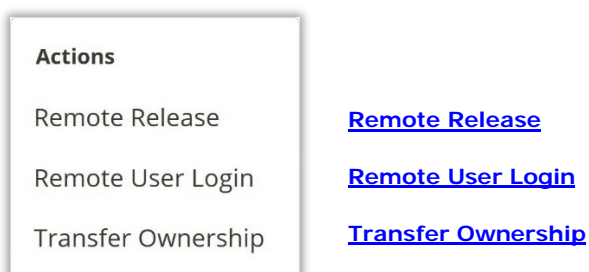 Actions
Remote Release
Remote User Login
Transfer Ownership
Remote Release
Remote User Login
Transfer Ownership